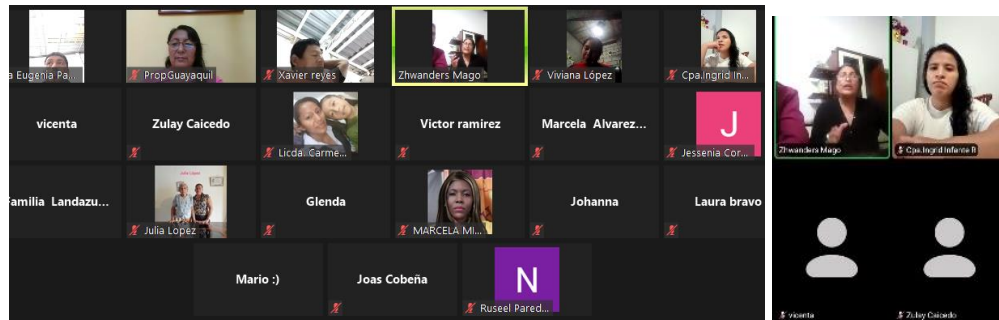 a Eugenia Pa...
PropGuayaquil
Xavier reyes
Zhwanders Mago
Viviana López
Cpa.Ingrid In...
vicenta
Zulay Caicedo
Licda. Carme...
Victor ramirez
Marcela Alvarez...
J
Jessenia Cor...
Familia Landazu...
Julia Lopez
Glenda
MARCELA MI...
Johanna
Laura bravo
Mario :)
Joas Cobeña
N
Ruseel Pared...
Zhwanders Mago
Cpa.Ingrid Infante B
vicenta
Zulay Caicedo